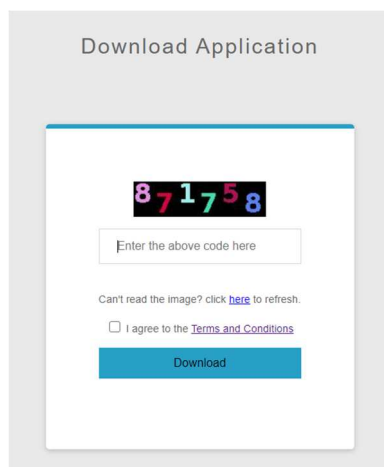 Download Application
871758
Enter the above code here
Can't read the image? click here to refresh.
I agree to the Terms and Conditions
Download